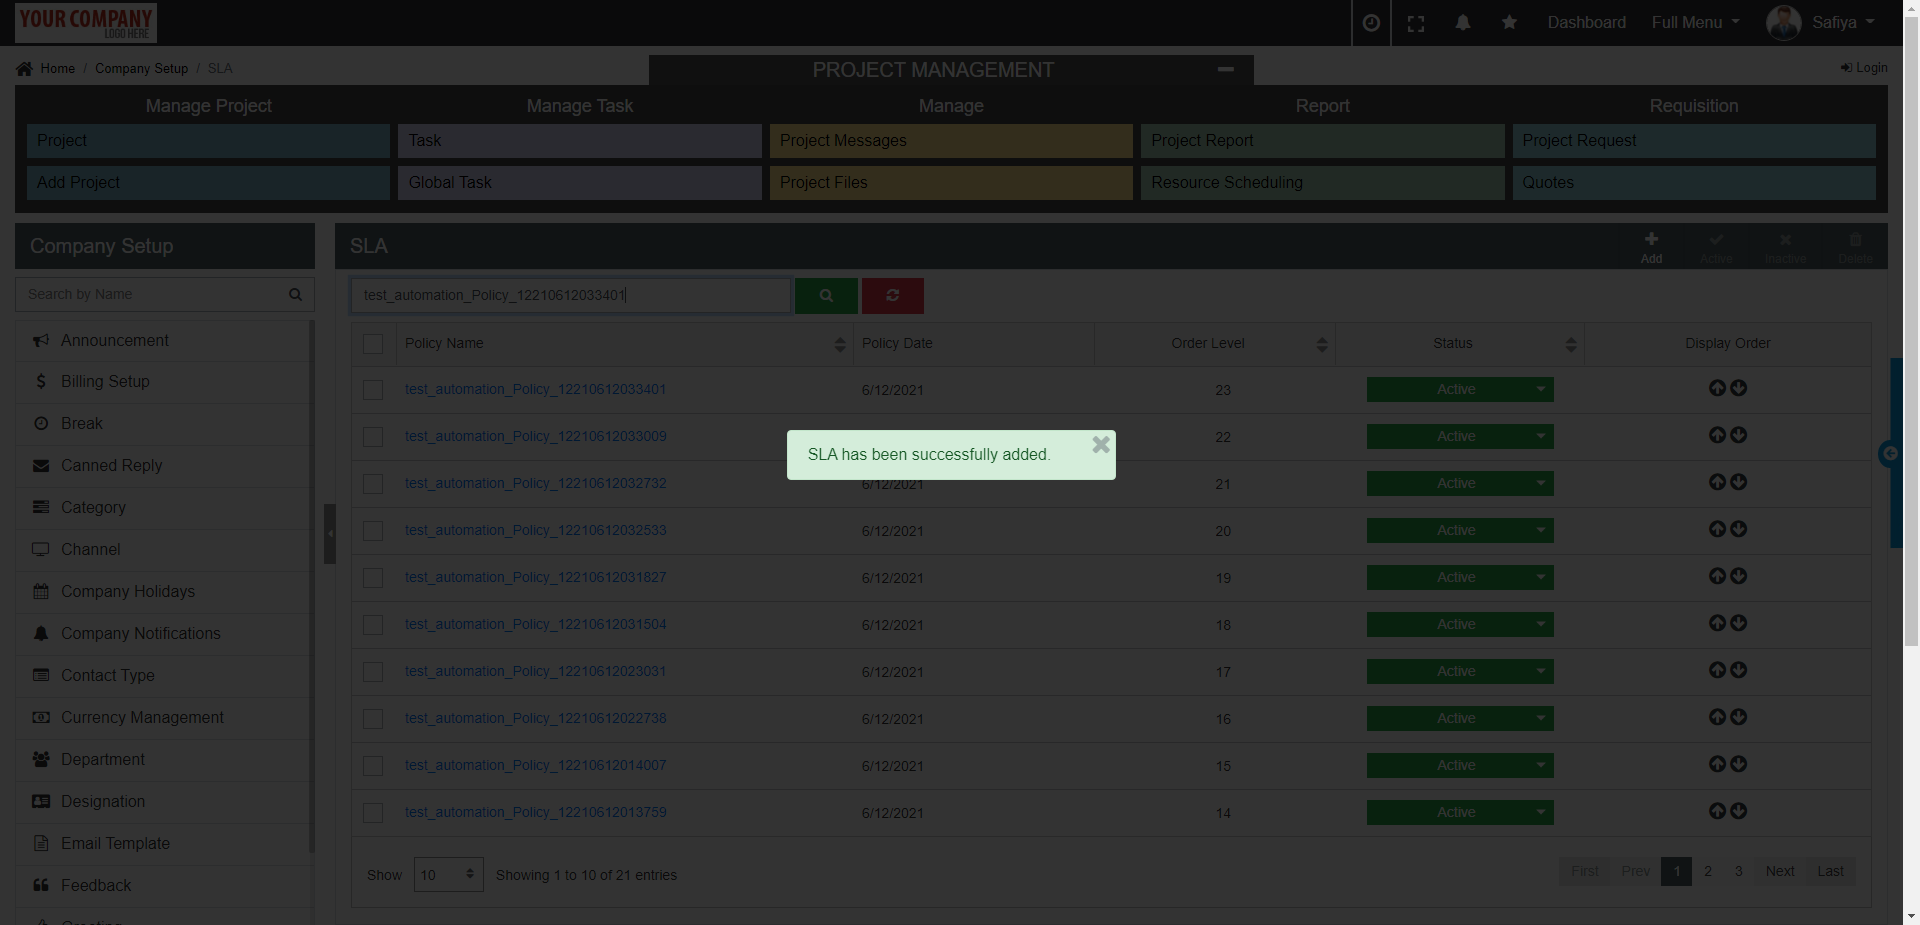 YOUR COMPANY
LOGO HERE
Dashboard
Full Menu
Safiya
Home / Company Setup / SLA
PROJECT MANAGEMENT
Login
Manage Project
Manage Task
Manage
Report
Requisition
Project
Task
Project Messages
Project Report
Project Request
Add Project
Global Task
Project Files
Resource Scheduling
Quotes
Company Setup
Search by Name
Announcement
Billing Setup
Break
Canned Reply
Category
Channel
Company Holidays
Company Notifications
Contact Type
Currency Management
Department
Designation
Email Template
Feedback
SLA
Add
Active
Inactive
Delete
test_automation_Policy_12210612033401
Policy Name
Policy Date
Order Level
Status
Display Order
test_automation_Policy_12210612033401 6/12/2021 23 Active
test_automation_Policy_12210612033009 22 Active
SLA has been successfully added.
test_automation_Policy_12210612032732 6/12/2021 21 Active
test_automation_Policy_12210612032533 6/12/2021 20 Active
test_automation_Policy_12210612031827 6/12/2021 19 Active
test_automation_Policy_12210612031504 6/12/2021 18 Active
test_automation_Policy_12210612023031 6/12/2021 17 Active
test_automation_Policy_12210612022738 6/12/2021 16 Active
test_automation_Policy_12210612014007 6/12/2021 15 Active
test_automation_Policy_12210612013759 6/12/2021 14 Active
Show 10 Showing 1 to 10 of 21 entries
First Prev 1 2 3 Next Last